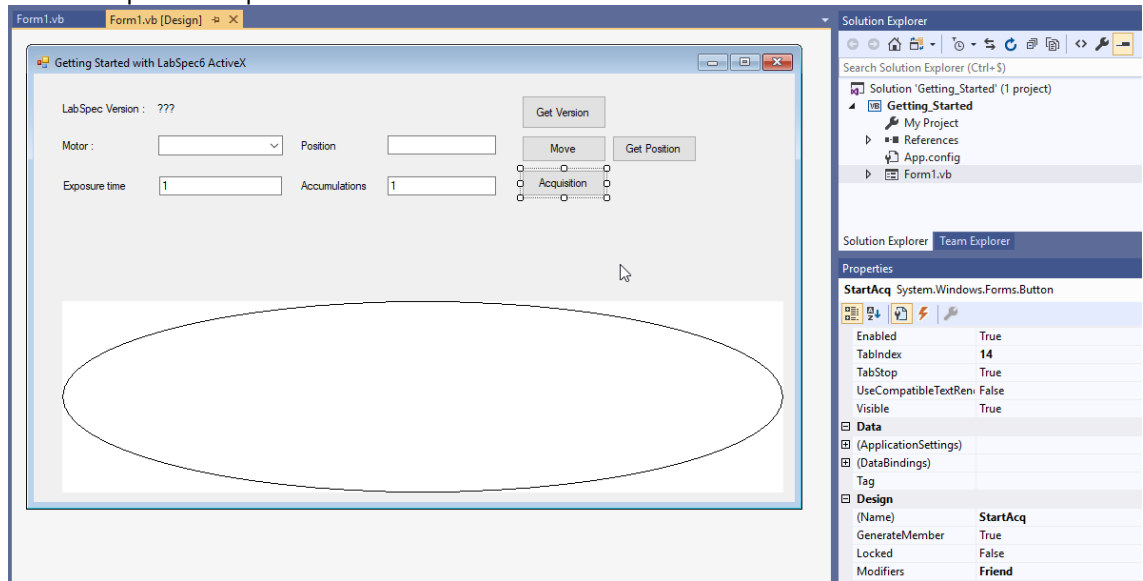 Form1.vb Form1.vb [Design]
Getting Started with LabSpec6 ActiveX
LabSpec Version : ??? Get Version
Motor : Position Move Get Position
Exposure time 1 Accumulations 1 Acquisition
Solution Explorer
Search Solution Explorer (Ctrl+$)
Solution 'Getting_Started' (1 project)
VB Getting_Started
My Project
References
App.config
Form1.vb
Solution Explorer Team Explorer
Properties
StartAcq System.Windows.Forms.Button
Enabled True
TabIndex 14
TabStop True
UseCompatibleTextRen False
Visible True
Data
(ApplicationSettings)
(DataBindings)
Tag
Design
(Name) StartAcq
GenerateMember True
Locked False
Modifiers Friend